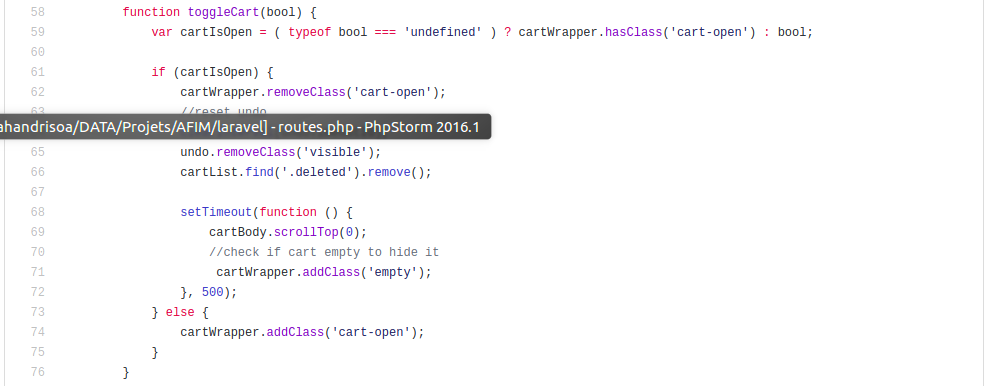 58 function toggleCart(bool) {
59 var cartIsOpen = ( typeof bool === 'undefined' ) ? cartWrapper.hasClass('cart-open') : bool;
60
61 if (cartIsOpen) {
62 cartWrapper.removeClass('cart-open');
63 //reset undo
ahandrisoa/DATA/Projets/AFIM/laravel] - routes.php - PhpStorm 2016.1
65 undo.removeClass('visible');
66 cartList.find('.deleted').remove();
67
68 setTimeout(function () {
69 cartBody.scrollTop(0);
70 //check if cart empty to hide it
71 cartWrapper.addClass('empty');
72 }, 500);
73 } else {
74 cartWrapper.addClass('cart-open');
75 }
76 }